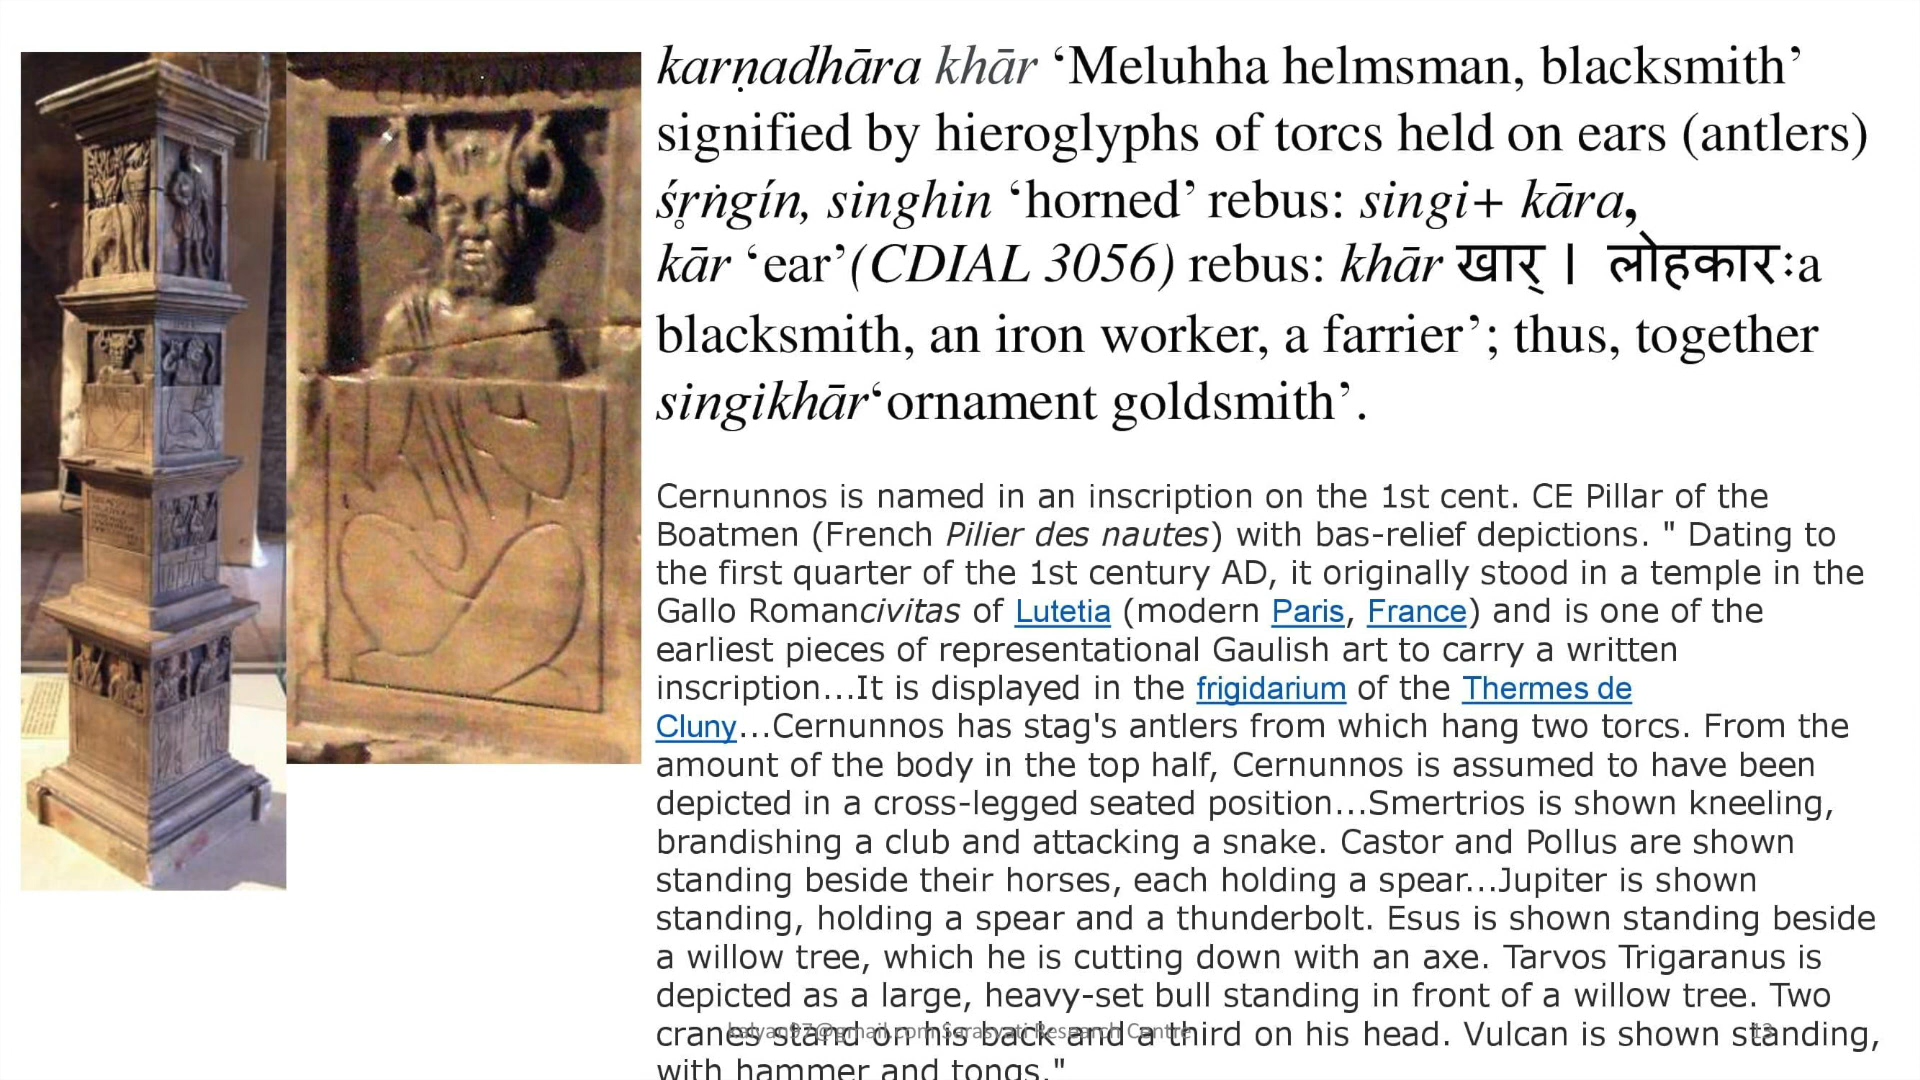 CERNUNNOS
karṇadhāra khār ‘Meluhha helmsman, blacksmith’
signified by hieroglyphs of torcs held on ears (antlers)
śr̥ṅgín, singhin ‘horned’ rebus: singi+ kāra,
kār ‘ear’(CDIAL 3056) rebus: khār खार् । लोहकारः a
blacksmith, an iron worker, a farrier’; thus, together
singikhār‘ornament goldsmith’.
Cernunnos is named in an inscription on the 1st cent. CE Pillar of the
Boatmen (French Pilier des nautes) with bas-relief depictions. " Dating to
the first quarter of the 1st century AD, it originally stood in a temple in the
Gallo Romancivitas of Lutetia (modern Paris, France) and is one of the
earliest pieces of representational Gaulish art to carry a written
inscription...It is displayed in the frigidarium of the Thermes de
Cluny...Cernunnos has stag's antlers from which hang two torcs. From the
amount of the body in the top half, Cernunnos is assumed to have been
depicted in a cross-legged seated position...Smertrios is shown kneeling,
brandishing a club and attacking a snake. Castor and Pollux are shown
standing beside their horses, each holding a spear...Jupiter is shown
standing, holding a spear and a thunderbolt. Esus is shown standing beside
a willow tree, which he is cutting down with an axe. Tarvos Trigaranus is
depicted as a large, heavy-set bull standing in front of a willow tree. Two
cranes stand on his back and a third on his head. Vulcan is shown standing,
with hammer and tongs."
kalyan97@gmail.com Sarasvati Research Centre
13